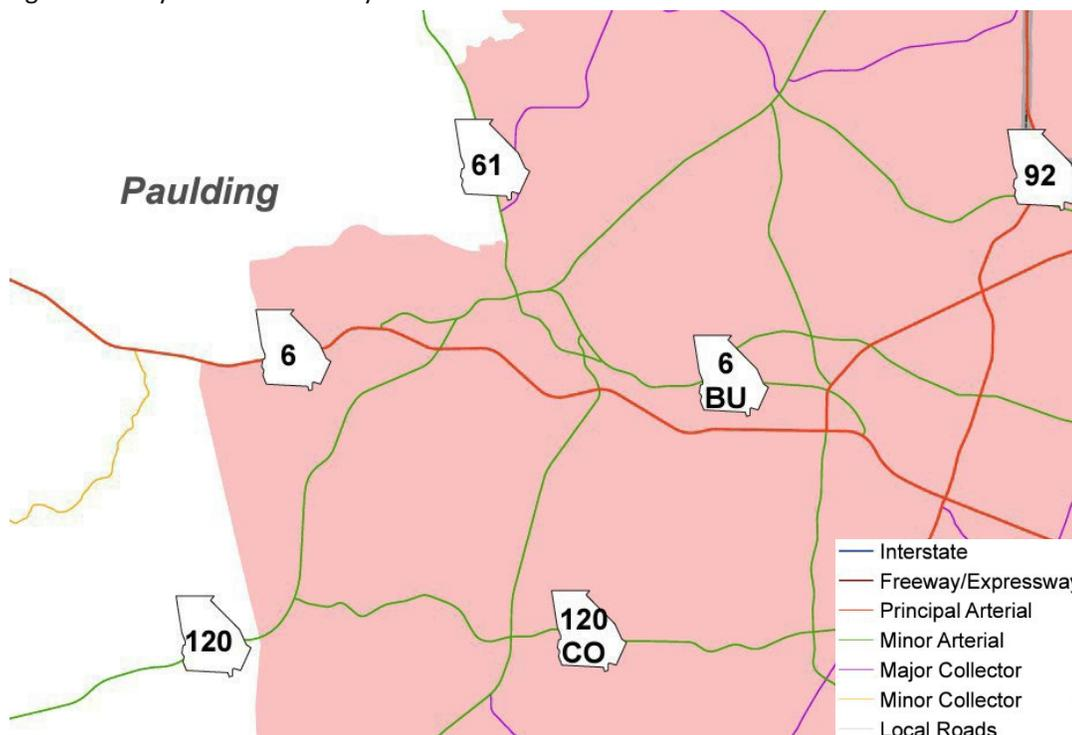 61
92
Paulding
6
6
BU
120
120
CO
Interstate
Freeway/Expressway
Principal Arterial
Minor Arterial
Major Collector
Minor Collector
Local Roads